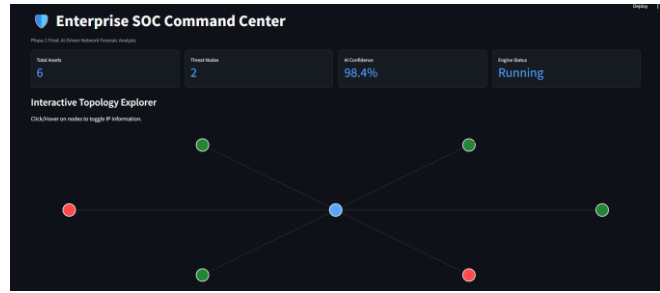 Deploy
Enterprise SOC Command Center
Phase 2 Final: AI-Driven Network Forensic Analysis.
Total Assets
6
Threat Nodes
2
AI Confidence
98.4%
Engine Status
Running
Interactive Topology Explorer
Click/Hover on nodes to toggle IP information.